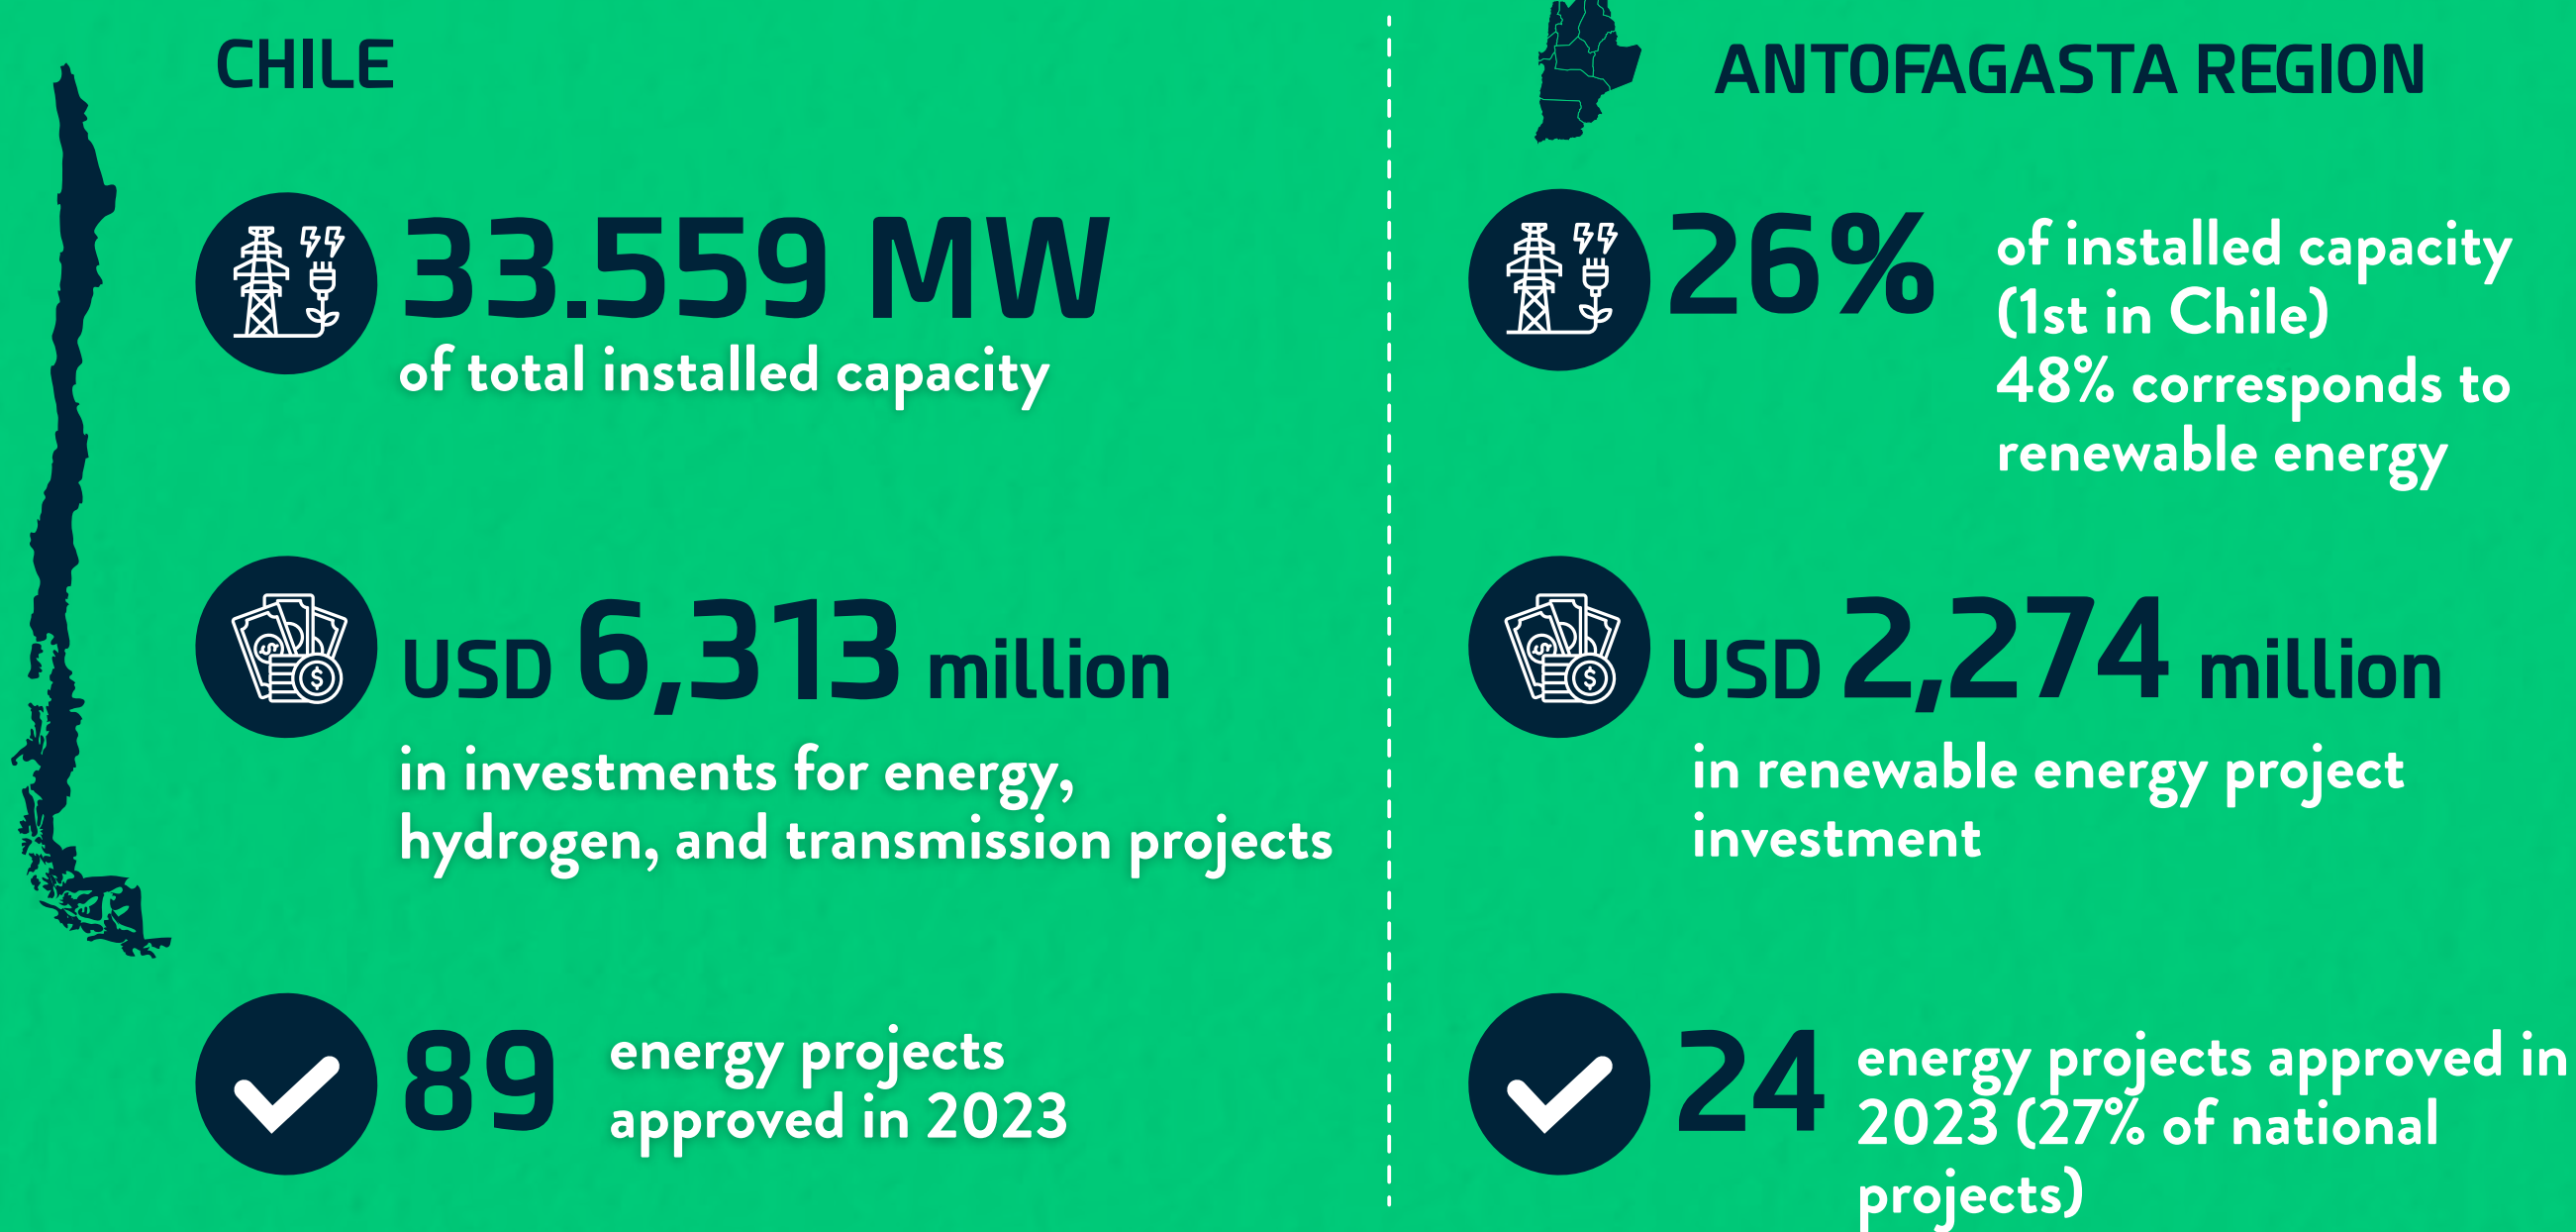 CHILE
33.559 MW
of total installed capacity
USD 6,313 million
in investments for energy,
hydrogen, and transmission projects
89
energy projects
approved in 2023
ANTOFAGASTA REGION
26%
of installed capacity
(1st in Chile)
48% corresponds to
renewable energy
USD 2,274 million
in renewable energy project
investment
24
energy projects approved in
2023 (27% of national
projects)